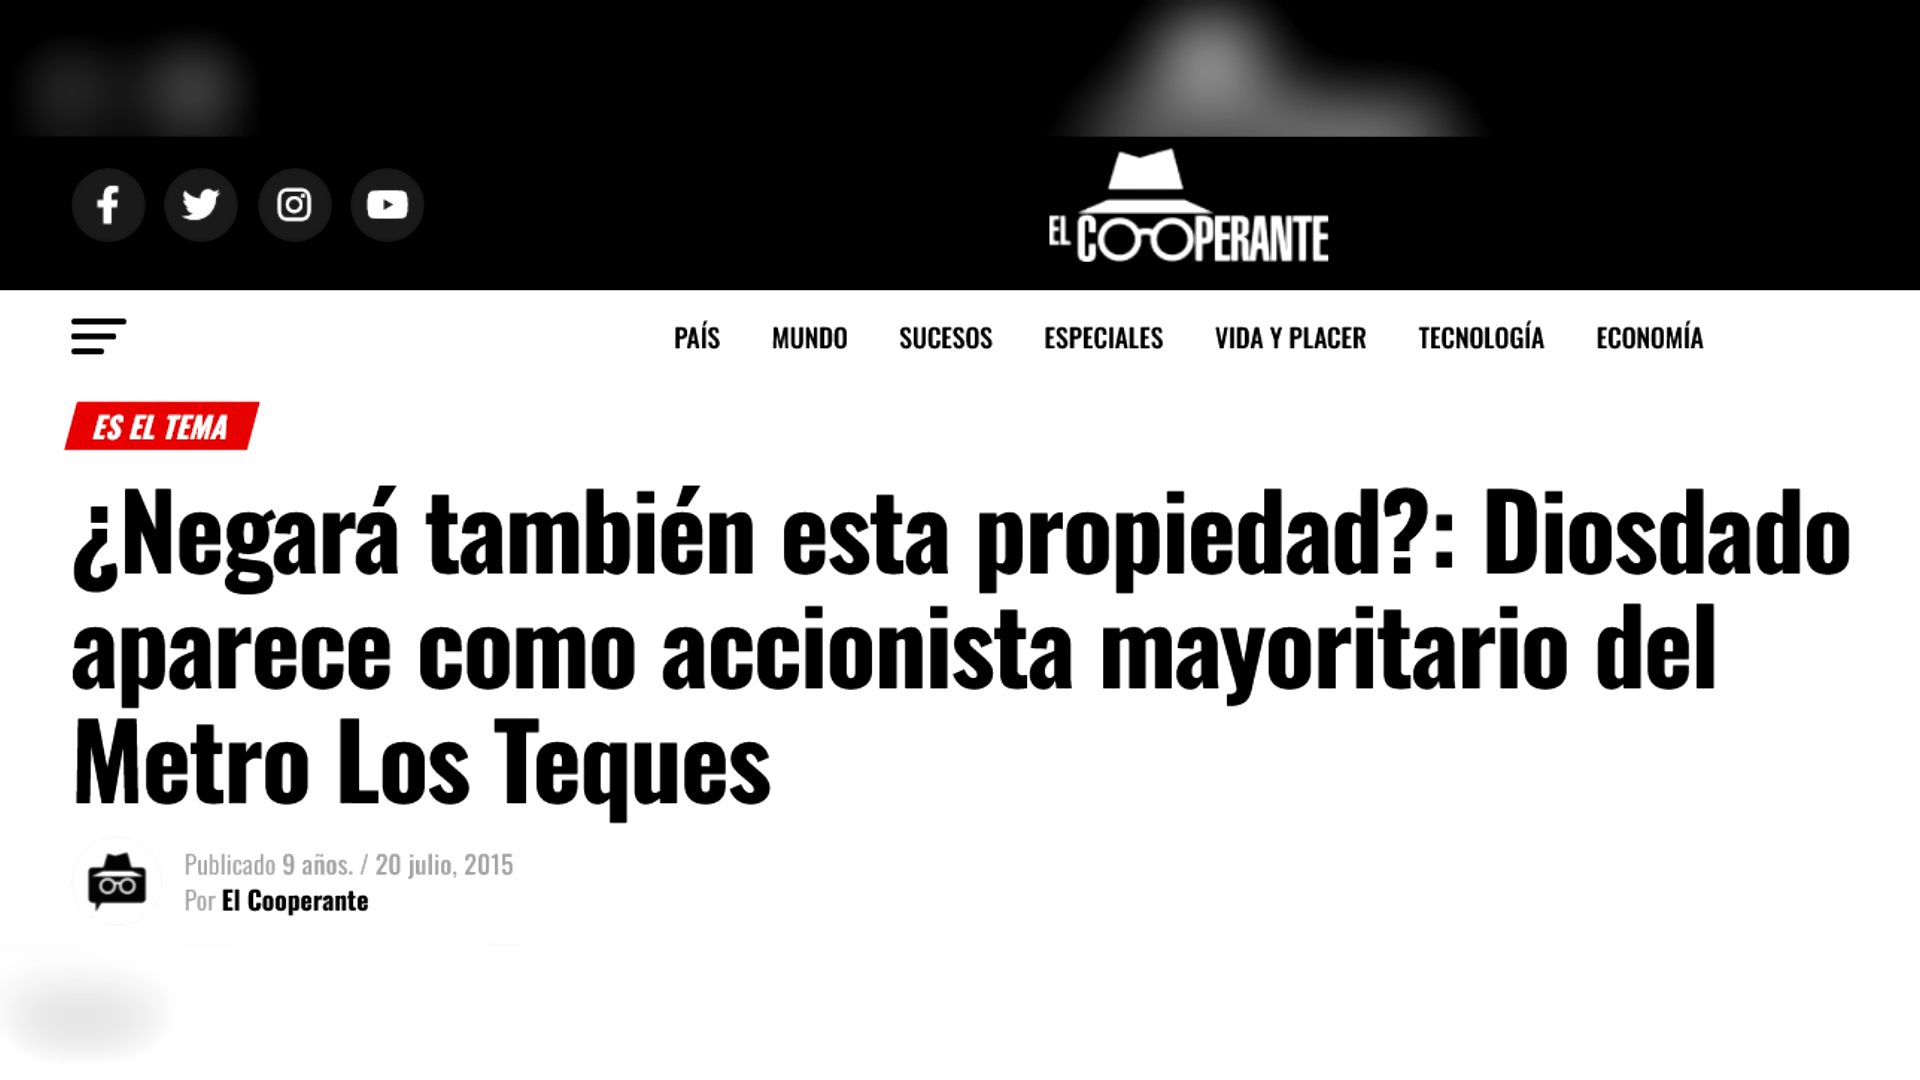 EL COOPERANTE
PAÍS MUNDO SUCESOS ESPECIALES VIDA Y PLACER TECNOLOGÍA ECONOMÍA
ES EL TEMA
¿Negará también esta propiedad?: Diosdado
aparece como accionista mayoritario del
Metro Los Teques
Publicado 9 años. / 20 julio, 2015
Por El Cooperante